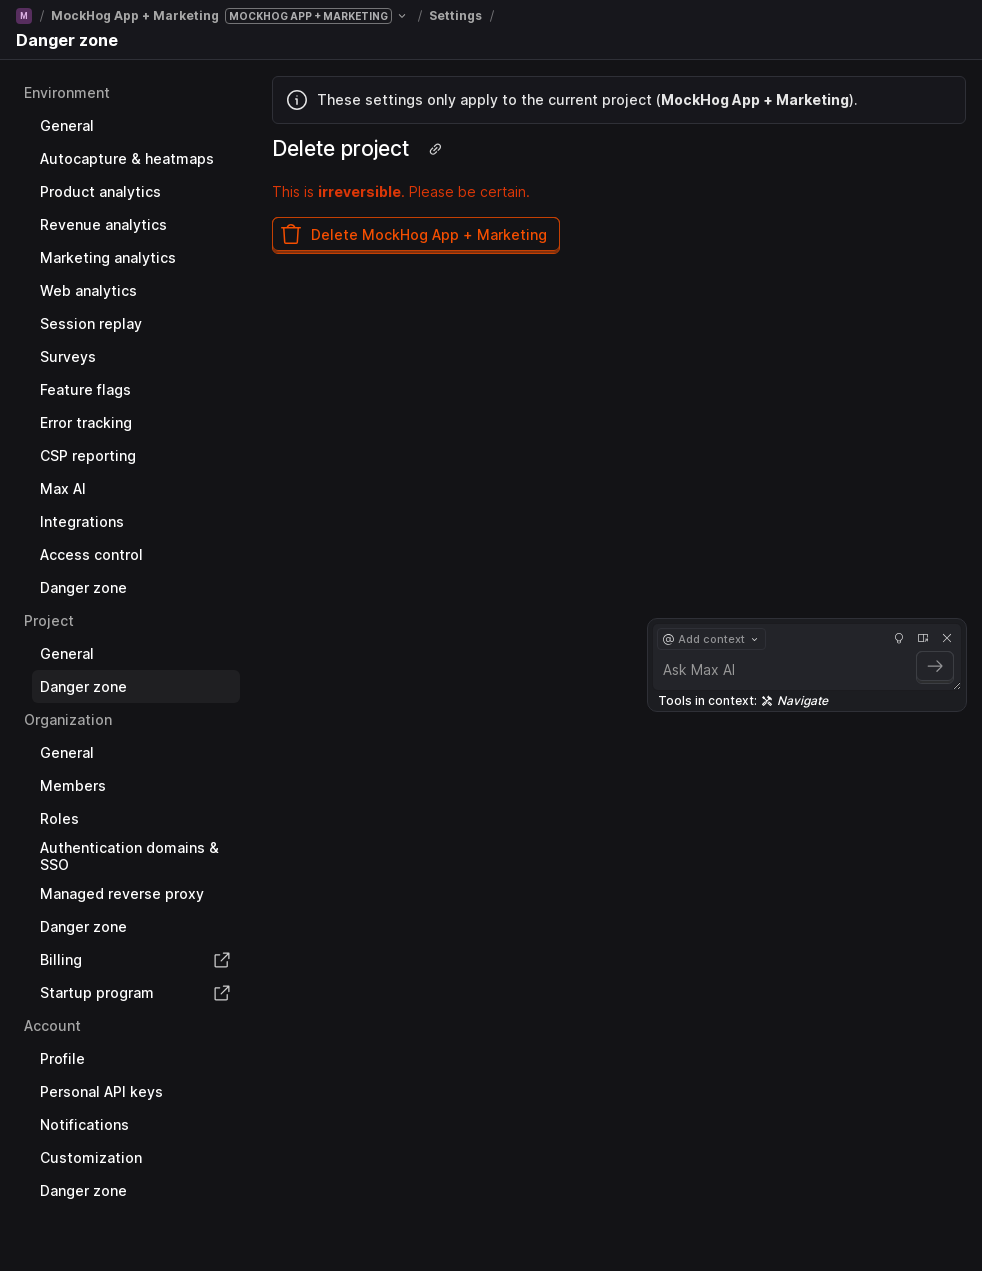 M / MockHog App + Marketing MOCKHOG APP + MARKETING / Settings /
Danger zone
Environment
General
Autocapture & heatmaps
Product analytics
Revenue analytics
Marketing analytics
Web analytics
Session replay
Surveys
Feature flags
Error tracking
CSP reporting
Max AI
Integrations
Access control
Danger zone
Project
General
Danger zone
Organization
General
Members
Roles
Authentication domains &
SSO
Managed reverse proxy
Danger zone
Billing
Startup program
Account
Profile
Personal API keys
Notifications
Customization
Danger zone
These settings only apply to the current project (MockHog App + Marketing).
Delete project
This is irreversible. Please be certain.
Delete MockHog App + Marketing
@ Add context
Ask Max AI
Tools in context: Navigate